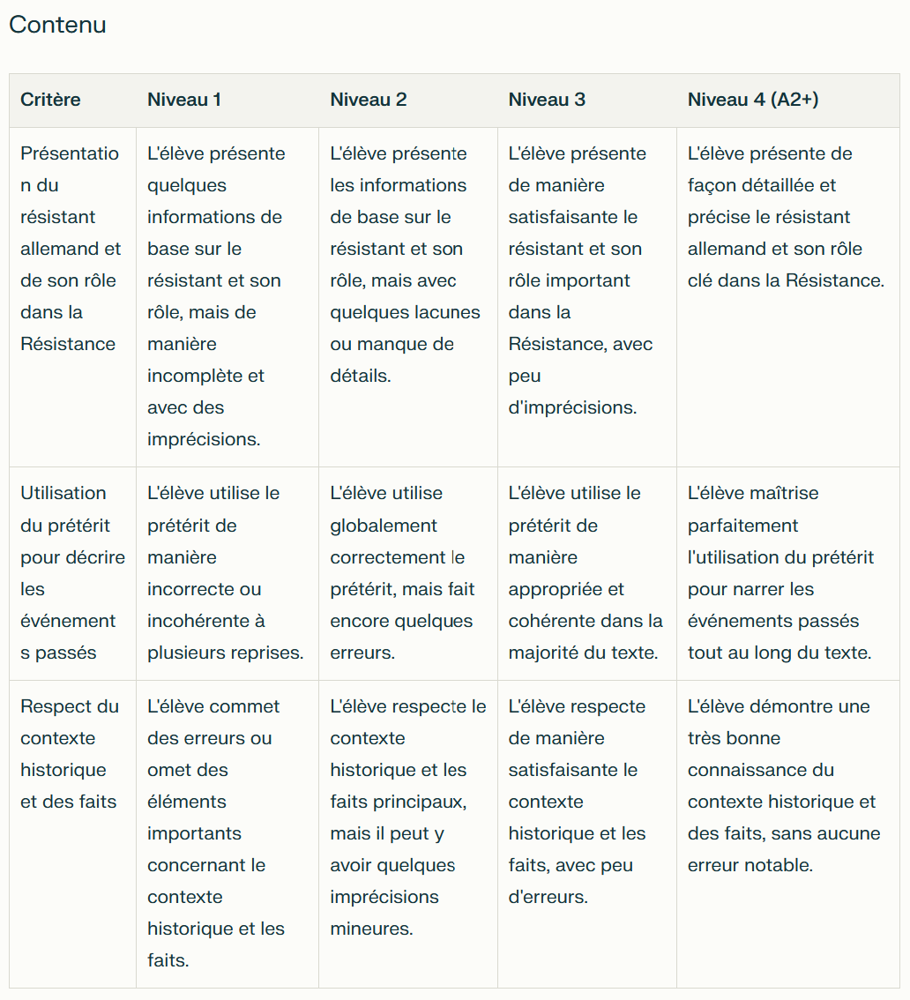 Contenu
Critère
Niveau 1
Niveau 2
Niveau 3
Niveau 4 (A2+)
Présentatio
n du
résistant
allemand et
de son rôle
dans la
Résistance
L'élève présente
quelques
informations de
base sur le
résistant et son
rôle, mais de
manière
incomplète et
avec des
imprécisions.
L'élève présente
les informations
de base sur le
résistant et son
rôle, mais avec
quelques lacunes
ou manque de
détails.
L'élève présente
de manière
satisfaisante le
résistant et son
rôle important
dans la
Résistance, avec
peu
d'imprécisions.
L'élève présente de
façon détaillée et
précise le résistant
allemand et son rôle
clé dans la Résistance.
Utilisation
du prétérit
pour décrire
les
événement
s passés
L'élève utilise le
prétérit de
manière
incorrecte ou
incohérente à
plusieurs reprises.
L'élève utilise
globalement
correctement le
prétérit, mais fait
encore quelques
erreurs.
L'élève utilise le
prétérit de
manière
appropriée et
cohérente dans la
majorité du texte.
L'élève maîtrise
parfaitement
l'utilisation du prétérit
pour narrer les
événements passés
tout au long du texte.
Respect du
contexte
historique
et des faits
L'élève commet
des erreurs ou
omet des
éléments
importants
concernant le
contexte
historique et les
faits.
L'élève respecte le
contexte
historique et les
faits principaux,
mais il peut y
avoir quelques
imprécisions
mineures.
L'élève respecte
de manière
satisfaisante le
contexte
historique et les
faits, avec peu
d'erreurs.
L'élève démontre une
très bonne
connaissance du
contexte historique et
des faits, sans aucune
erreur notable.